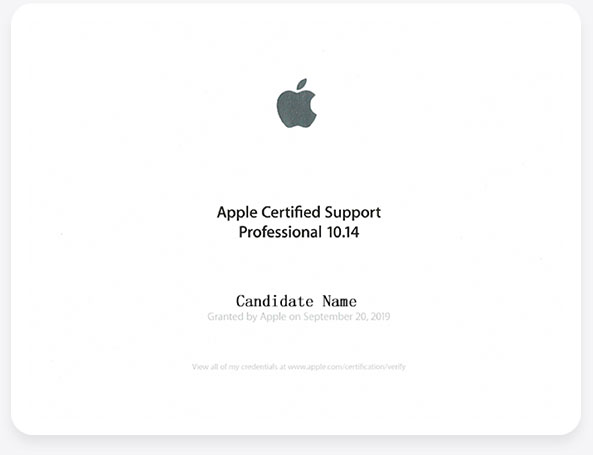 Apple Certified Support
Professional 10.14
Candidate Name
Granted by Apple on September 20, 2019
View all of my credentials at www.apple.com/certification/verify